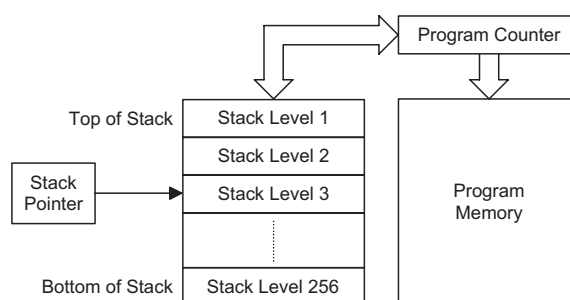 Program Counter
Top of Stack
Stack Level 1
Stack Level 2
Stack
Pointer
Stack Level 3
Program
Memory
Bottom of Stack
Stack Level 256